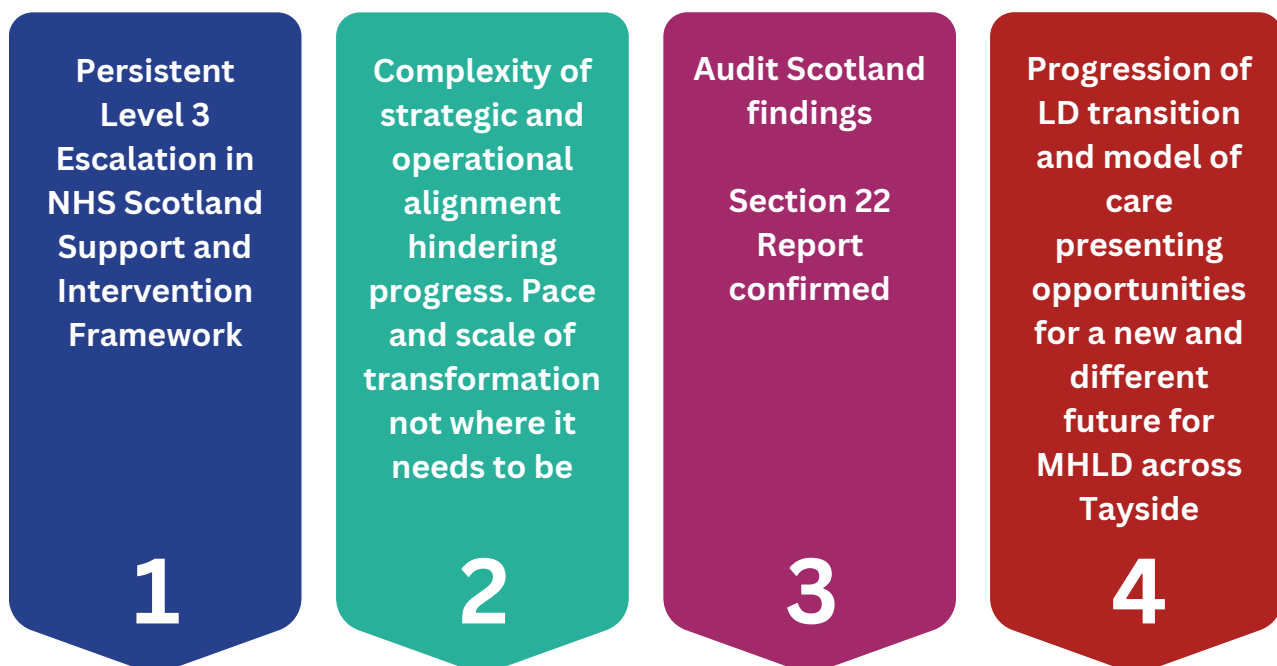 Persistent
Level 3
Escalation in
NHS Scotland
Support and
Intervention
Framework
1
Complexity of
strategic and
operational
alignment
hindering
progress. Pace
and scale of
transformation
not where it
needs to be
2
Audit Scotland
findings
Section 22
Report
confirmed
3
Progression of
LD transition
and model of
care
presenting
opportunities
for a new and
different
future for
MHLD across
Tayside
4